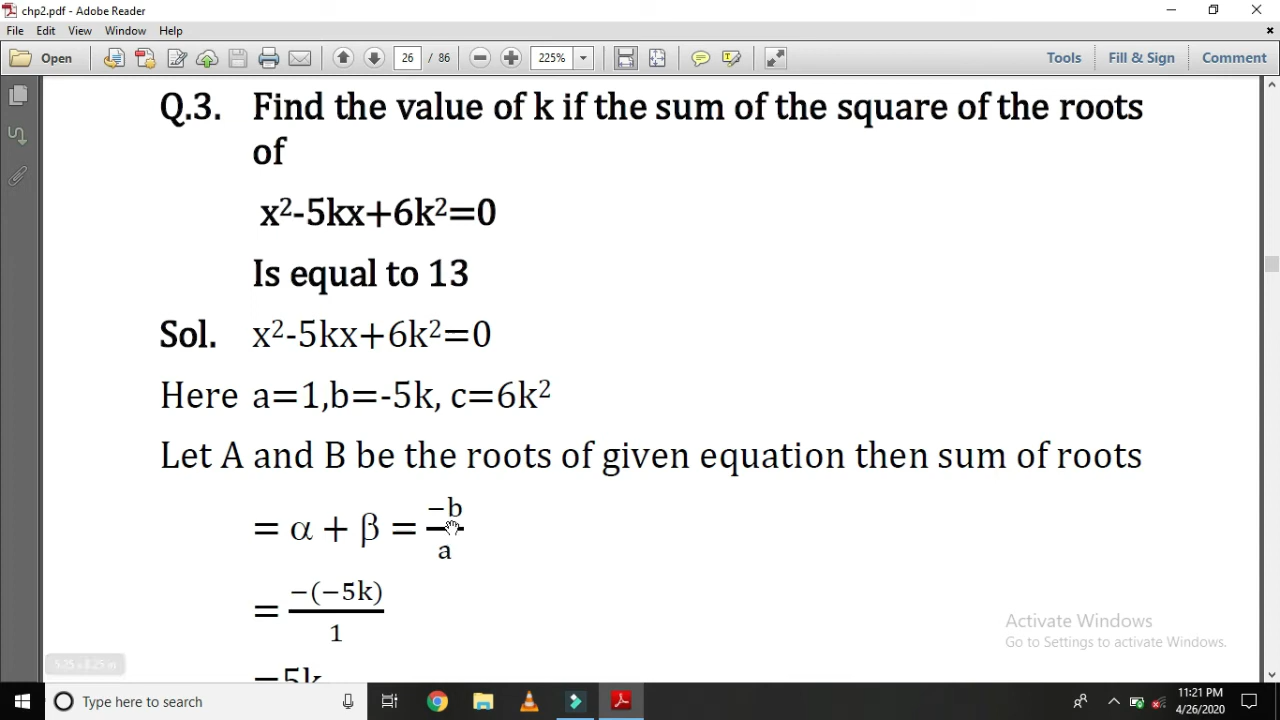 chp2.pdf - Adobe Reader
File Edit View Window Help
Open 26 / 86 225% Tools Fill & Sign Comment
Q.3. Find the value of k if the sum of the square of the roots
of
x²-5kx+6k²=0
Is equal to 13
Sol. x²-5kx+6k²=0
Here a=1,b=-5k, c=6k²
Let A and B be the roots of given equation then sum of roots
= α + β = −b/a
= −(−5k)/1
=5k
Activate Windows
Go to Settings to activate Windows.
Type here to search
11:21 PM
4/26/2020